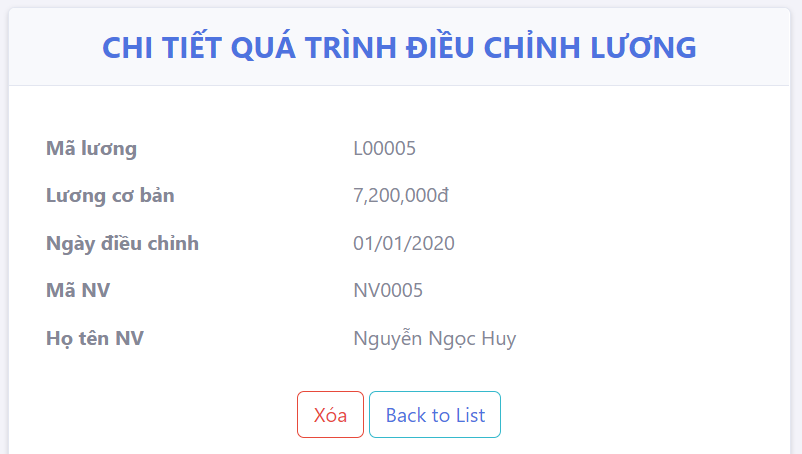 CHI TIẾT QUÁ TRÌNH ĐIỀU CHỈNH LƯƠNG
Mã lương L00005
Lương cơ bản 7,200,000đ
Ngày điều chỉnh 01/01/2020
Mã NV NV0005
Họ tên NV Nguyễn Ngọc Huy
Xóa Back to List